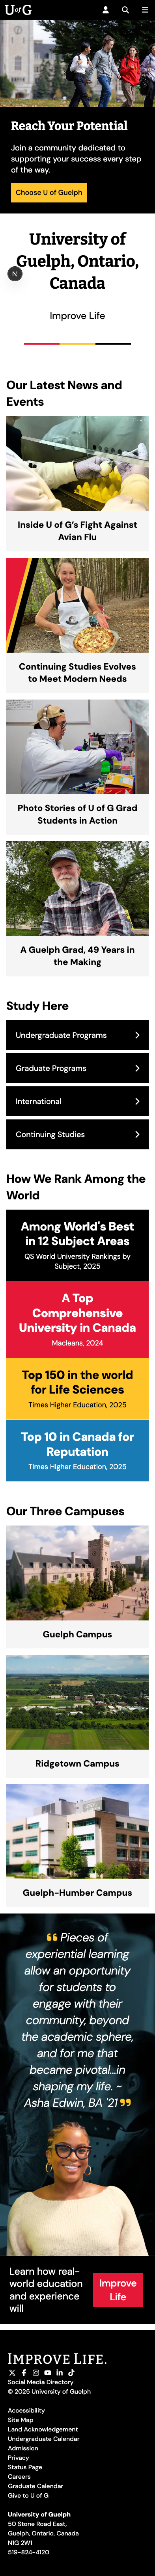 U of G
Reach Your Potential
Join a community dedicated to
supporting your success every step
of the way.
Choose U of Guelph
University of
Guelph, Ontario,
Canada
N
Improve Life
Our Latest News and
Events
Inside U of G’s Fight Against
Avian Flu
Continuing Studies Evolves
to Meet Modern Needs
Photo Stories of U of G Grad
Students in Action
A Guelph Grad, 49 Years in
the Making
Study Here
Undergraduate Programs
Graduate Programs
International
Continuing Studies
How We Rank Among the
World
Among World's Best
in 12 Subject Areas
QS World University Rankings by
Subject, 2025
A Top
Comprehensive
University in Canada
Macleans, 2024
Top 150 in the world
for Life Sciences
Times Higher Education, 2025
Top 10 in Canada for
Reputation
Times Higher Education, 2025
Our Three Campuses
Guelph Campus
Ridgetown Campus
Guelph-Humber Campus
“ Pieces of
experiential learning
allow an opportunity
for students to
engage with their
community, beyond
the academic sphere,
and for me that
became pivotal...in
shaping my life. ~
Asha Edwin, BA '21 ”
Learn how real-
world education
and experience
will
Improve
Life
IMPROVE LIFE.
Social Media Directory
© 2025 University of Guelph
Accessibility
Site Map
Land Acknowledgement
Undergraduate Calendar
Admission
Privacy
Status Page
Careers
Graduate Calendar
Give to U of G
University of Guelph
50 Stone Road East,
Guelph, Ontario, Canada
N1G 2W1
519-824-4120